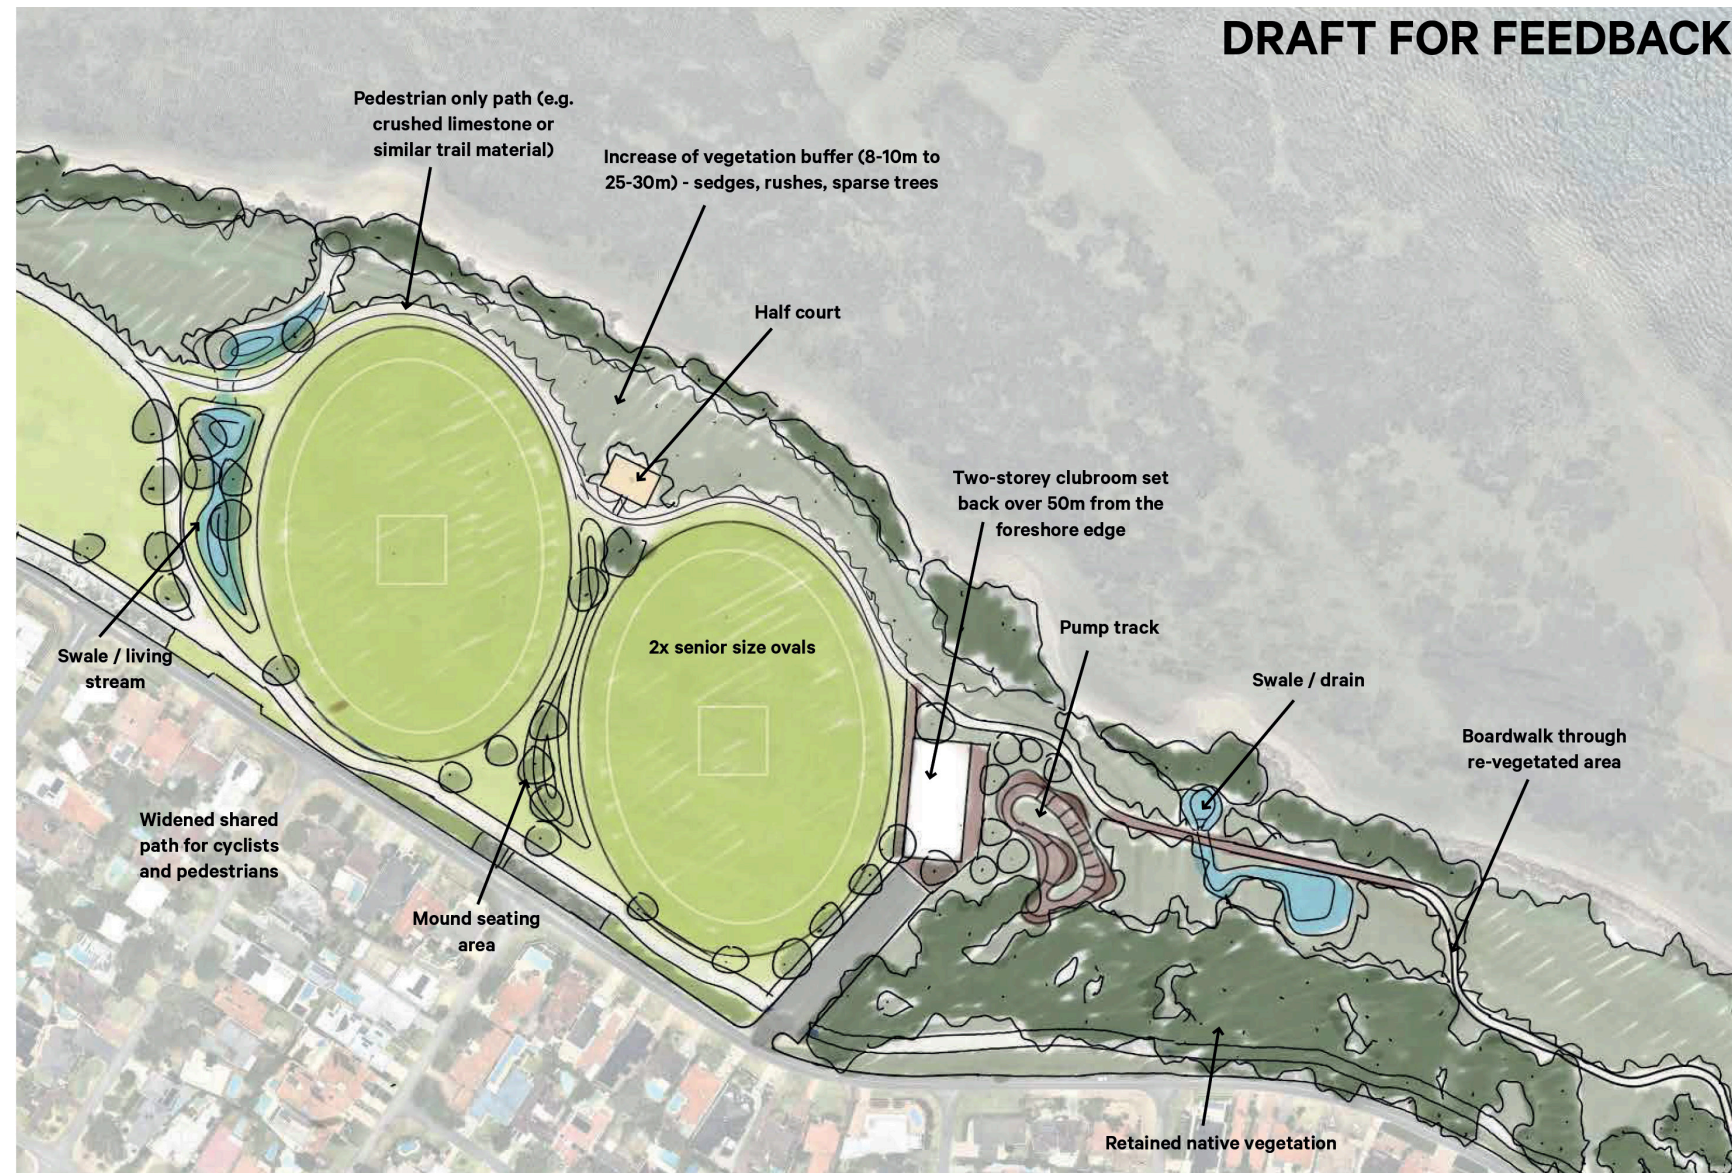 DRAFT FOR FEEDBACK
Pedestrian only path (e.g.
crushed limestone or
similar trail material)
Increase of vegetation buffer (8-10m to
25-30m) - sedges, rushes, sparse trees
Half court
Two-storey clubroom set
back over 50m from the
foreshore edge
Pump track
2x senior size ovals
Swale / living
stream
Swale / drain
Boardwalk through
re-vegetated area
Widened shared
path for cyclists
and pedestrians
Mound seating
area
Retained native vegetation